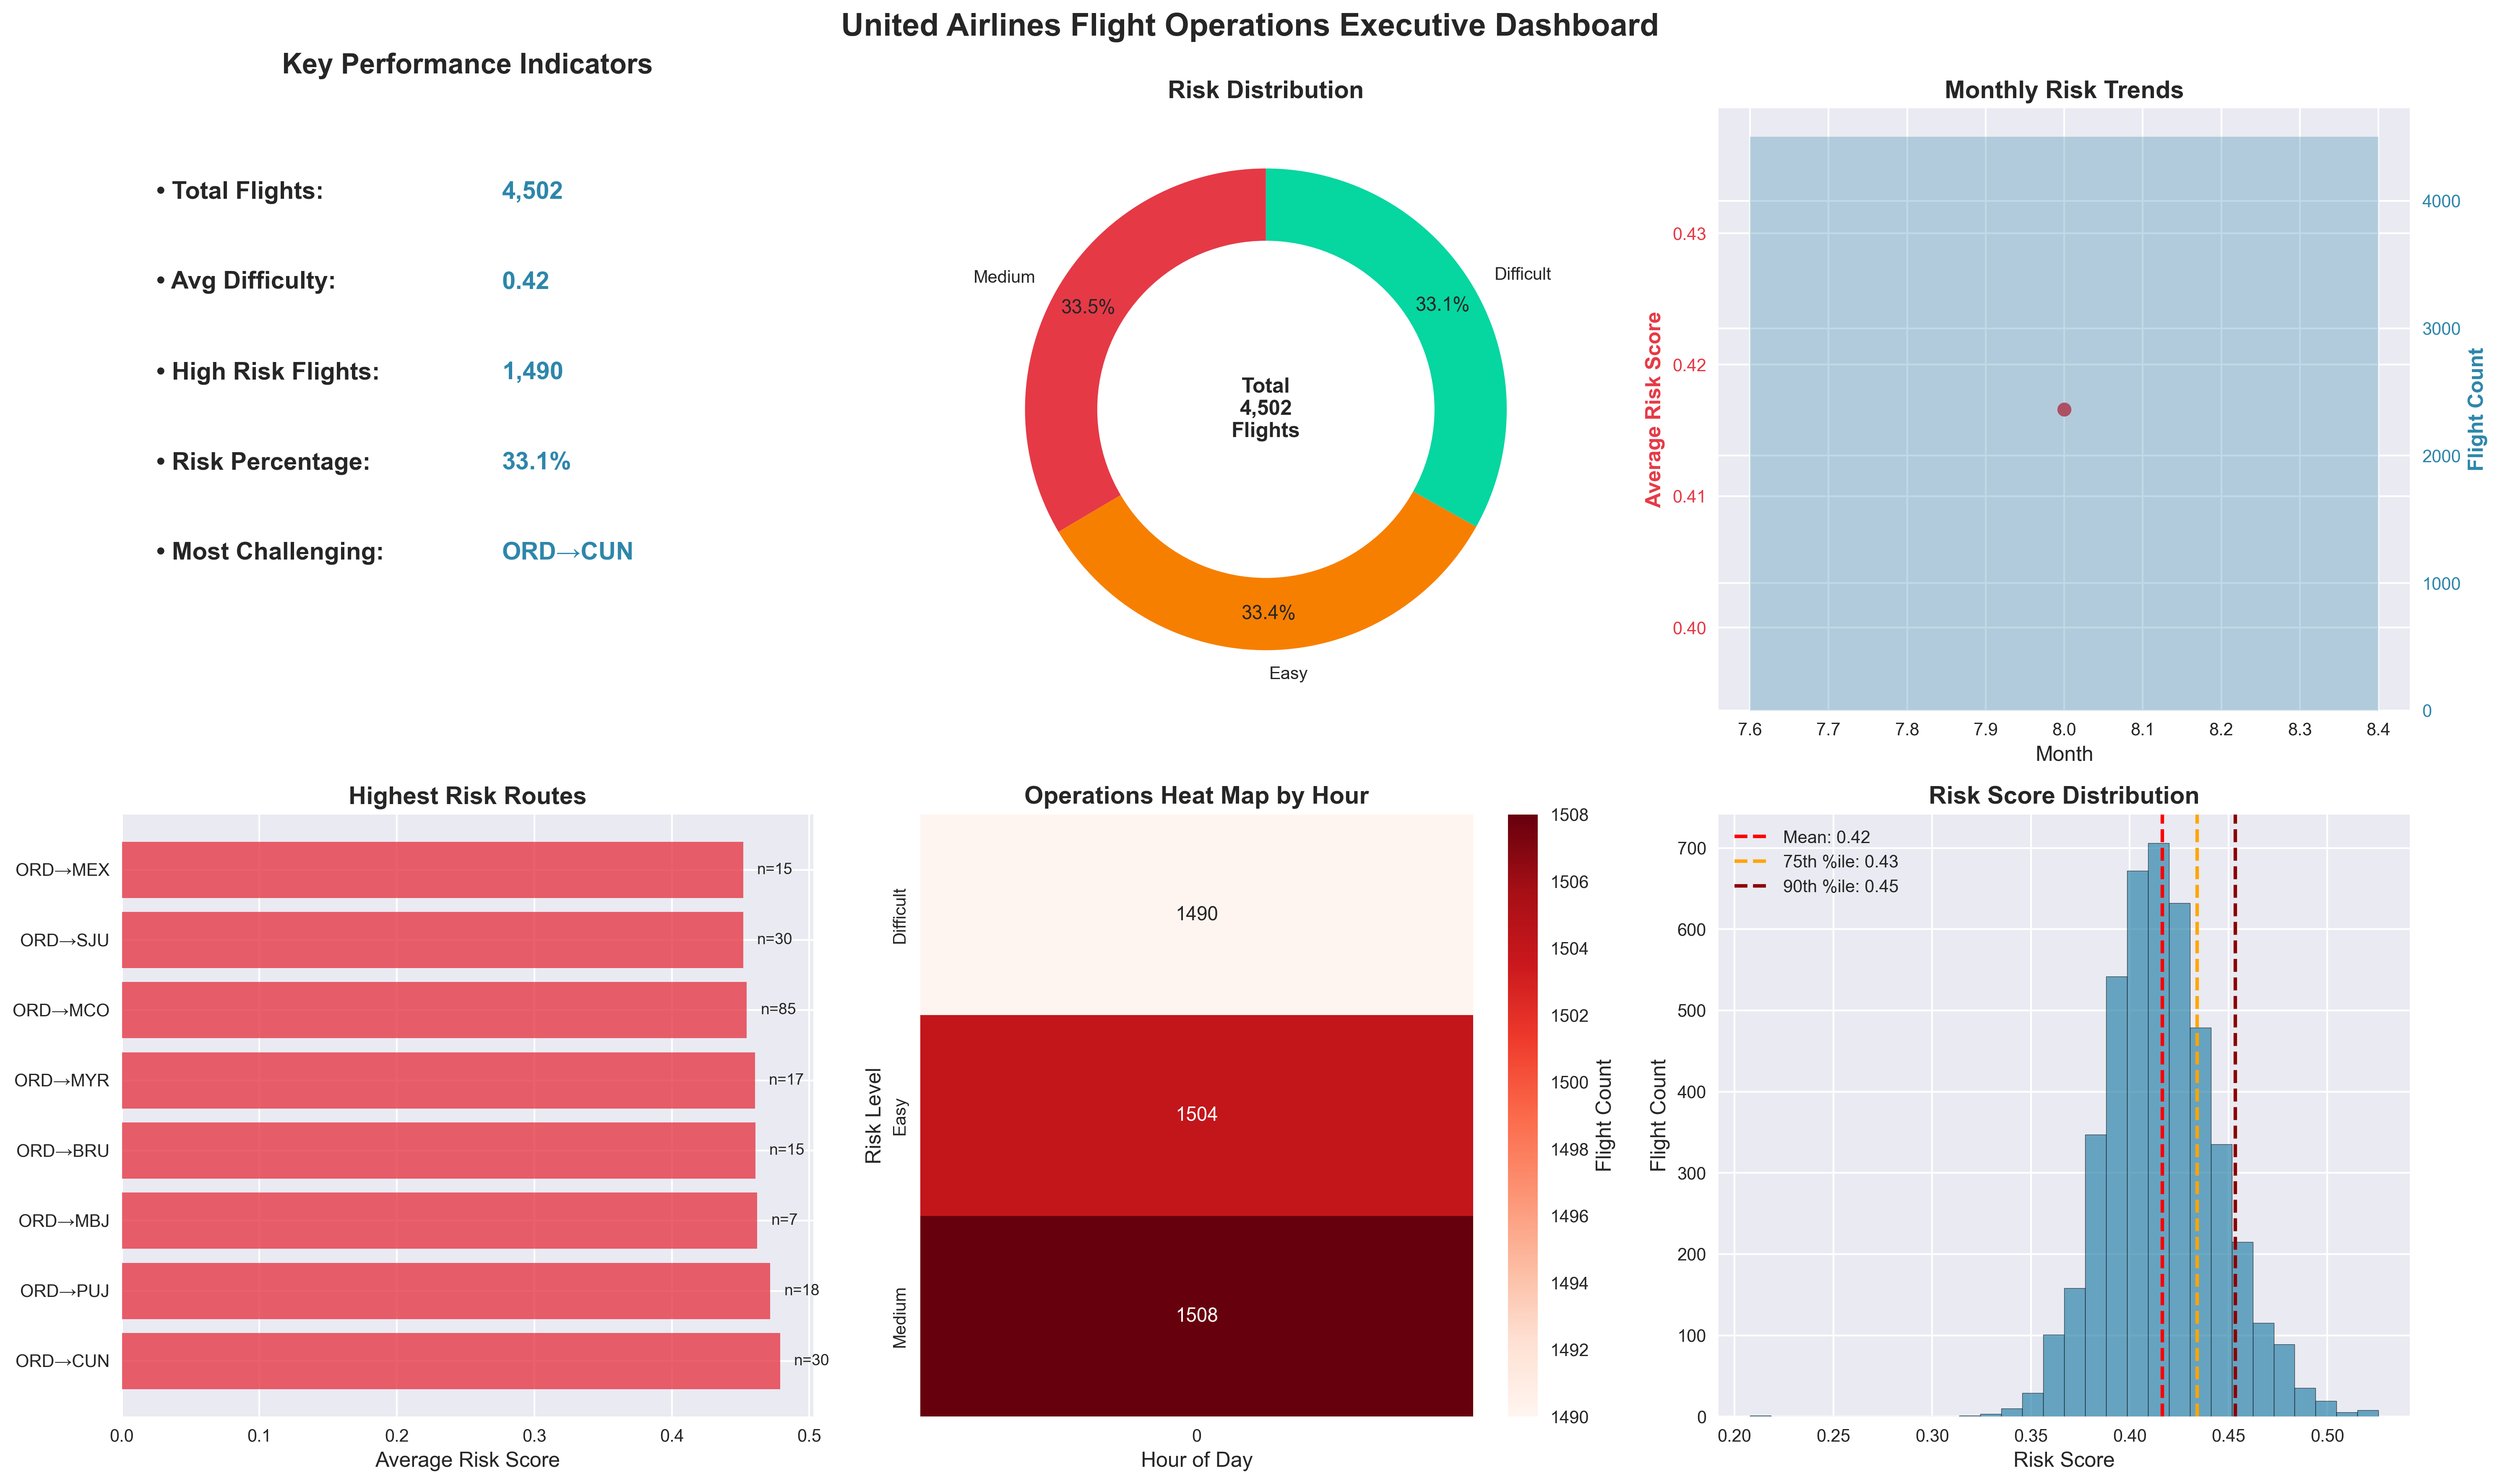 United Airlines Flight Operations Executive Dashboard
Key Performance Indicators
• Total Flights: 4,502
• Avg Difficulty: 0.42
• High Risk Flights: 1,490
• Risk Percentage: 33.1%
• Most Challenging: ORD→CUN
Risk Distribution
Medium
33.5%
Difficult
33.1%
Total
4,502
Flights
33.4%
Easy
Monthly Risk Trends
Average Risk Score
0.43
0.42
0.41
0.40
Flight Count
4000
3000
2000
1000
0
7.6 7.7 7.8 7.9 8.0 8.1 8.2 8.3 8.4
Month
Highest Risk Routes
ORD→MEX n=15
ORD→SJU n=30
ORD→MCO n=85
ORD→MYR n=17
ORD→BRU n=15
ORD→MBJ n=7
ORD→PUJ n=18
ORD→CUN n=30
0.0 0.1 0.2 0.3 0.4 0.5
Average Risk Score
Operations Heat Map by Hour
Risk Level
Difficult
1490
Easy
1504
Medium
1508
0
Hour of Day
1508
1506
1504
1502
1500
1498
1496
1494
1492
1490
Flight Count
Risk Score Distribution
Mean: 0.42
75th %ile: 0.43
90th %ile: 0.45
Flight Count
700
600
500
400
300
200
100
0
0.20 0.25 0.30 0.35 0.40 0.45 0.50
Risk Score